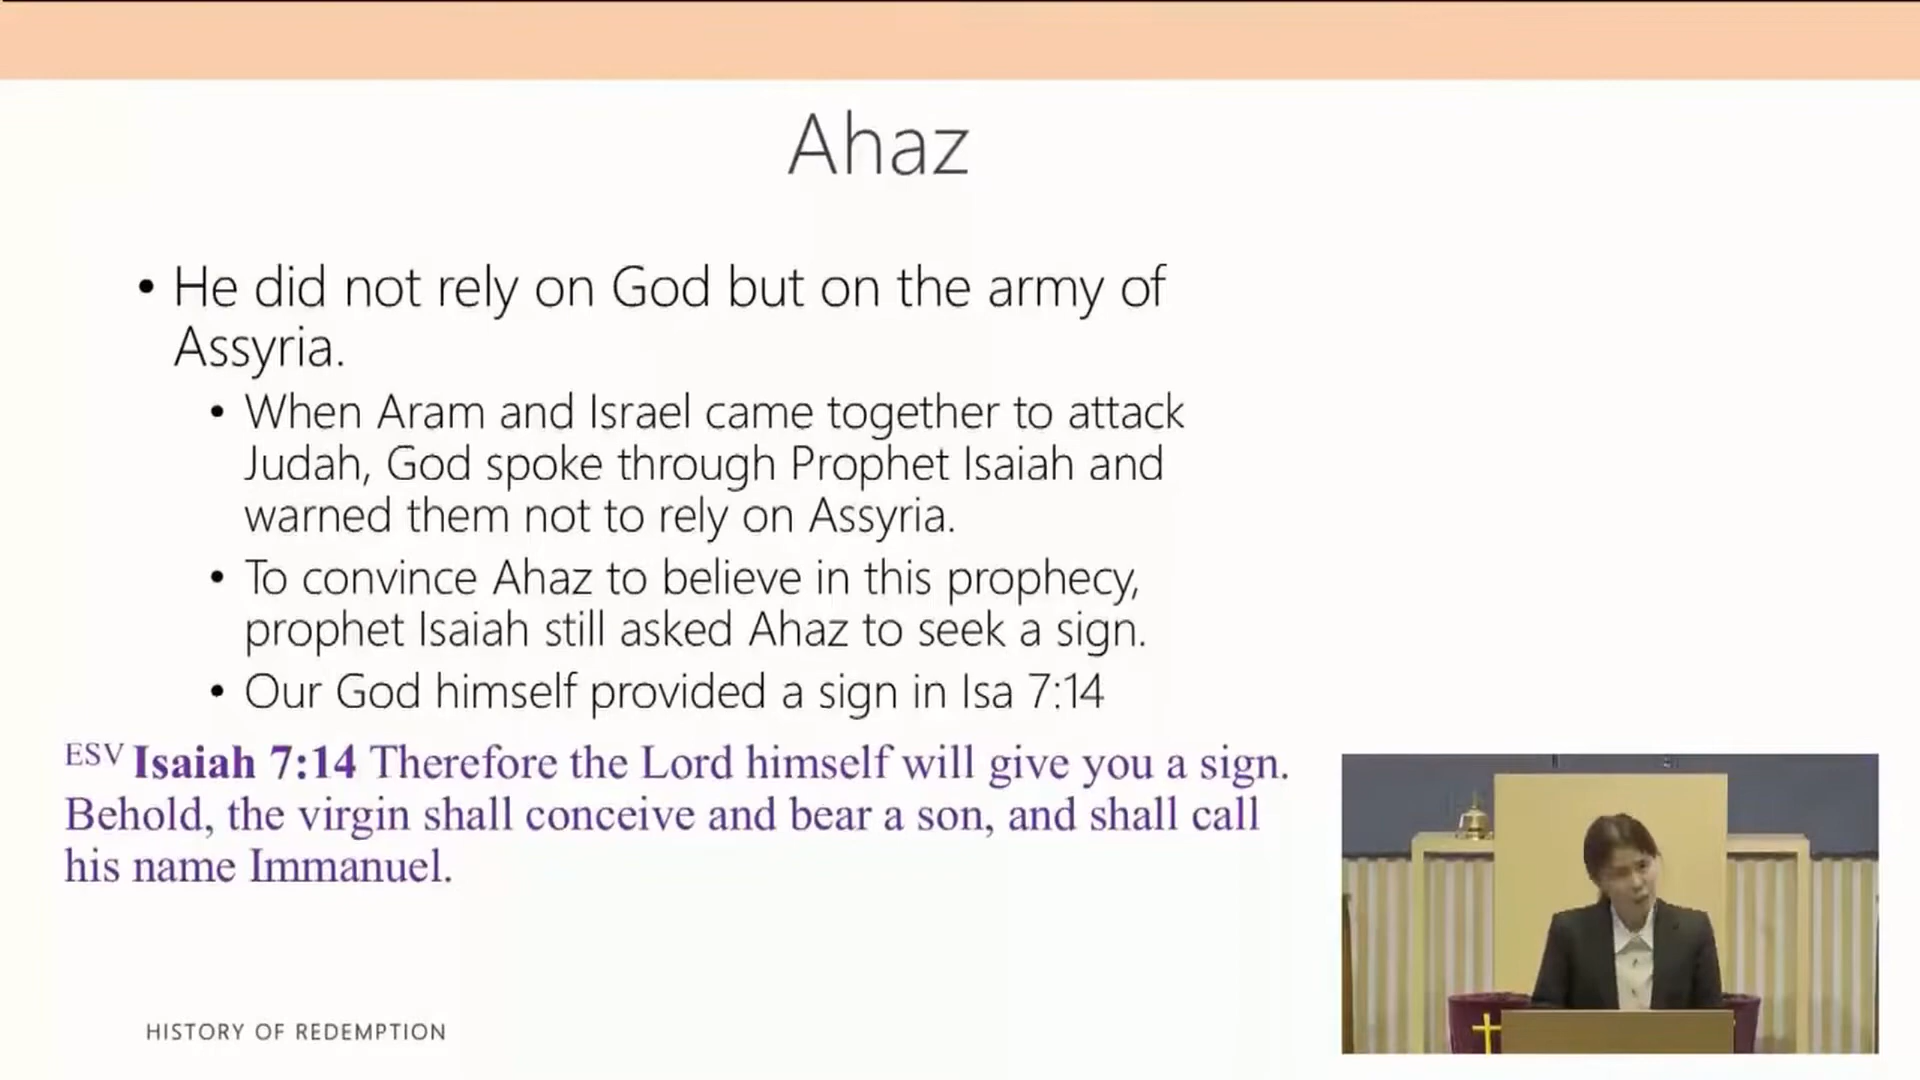 Ahaz
• He did not rely on God but on the army of
Assyria.
• When Aram and Israel came together to attack
Judah, God spoke through Prophet Isaiah and
warned them not to rely on Assyria.
• To convince Ahaz to believe in this prophecy,
prophet Isaiah still asked Ahaz to seek a sign.
• Our God himself provided a sign in Isa 7:14
ESV Isaiah 7:14 Therefore the Lord himself will give you a sign.
Behold, the virgin shall conceive and bear a son, and shall call
his name Immanuel.
HISTORY OF REDEMPTION